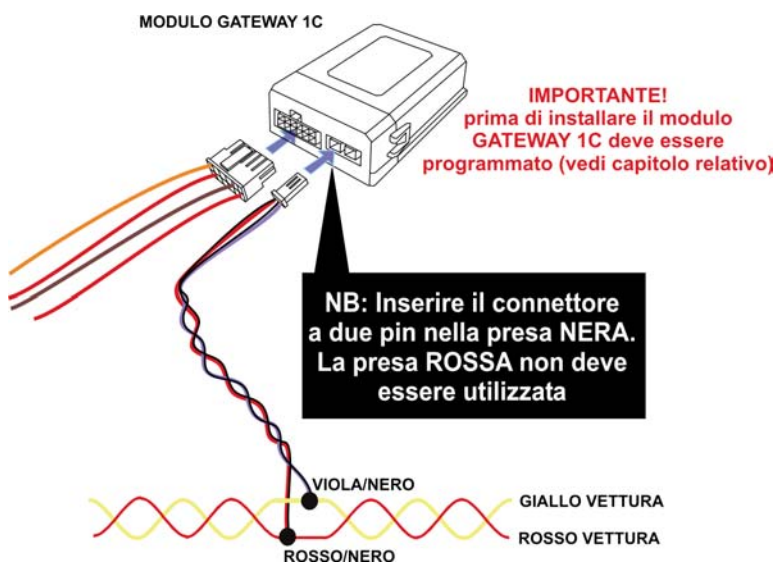 MODULO GATEWAY 1C
IMPORTANTE!
prima di installare il modulo
GATEWAY 1C deve essere
programmato (vedi capitolo relativo)
NB: Inserire il connettore
a due pin nella presa NERA.
La presa ROSSA non deve
essere utilizzata
VIOLA/NERO
GIALLO VETTURA
ROSSO VETTURA
ROSSO/NERO